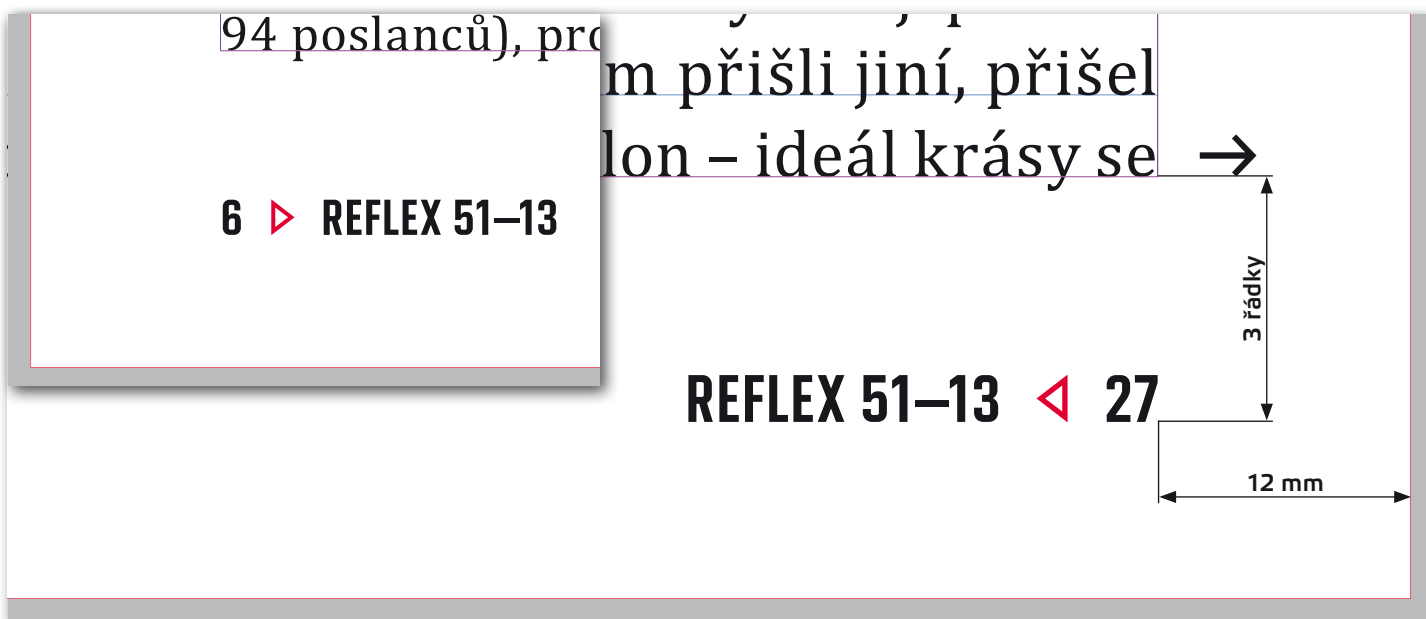 94 poslanců), pro
6 ▷ REFLEX 51–13
m přišli jiní, přišel
lon – ideál krásy se →
3 řádky
REFLEX 51–13 ◁ 27
12 mm